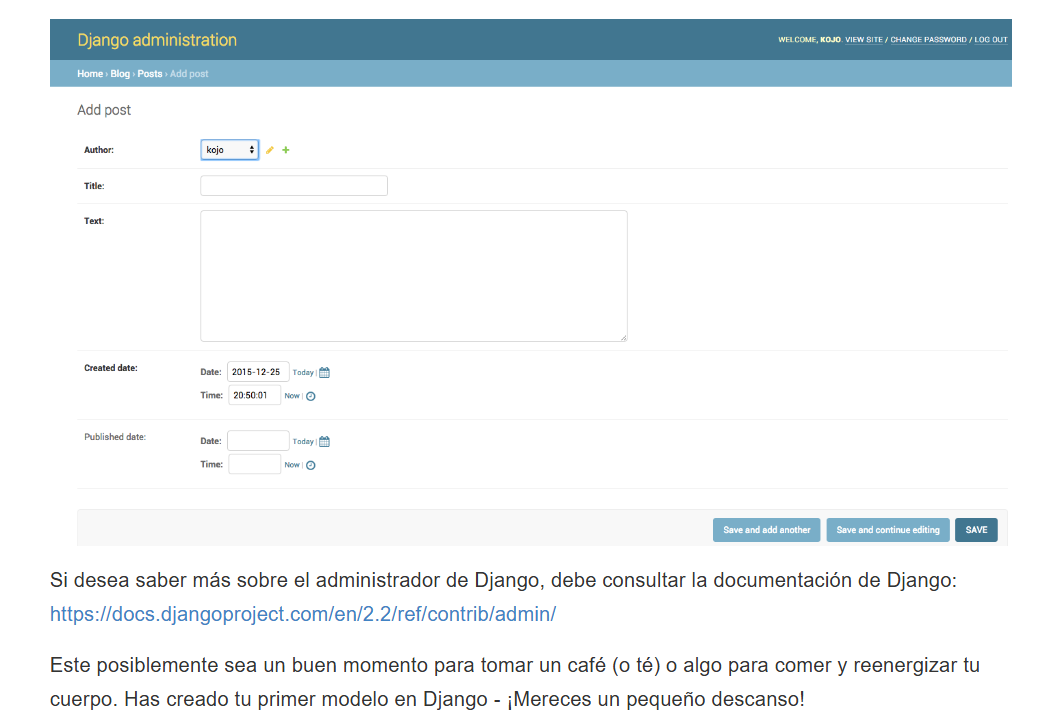 Django administration
WELCOME, KOJO. VIEW SITE / CHANGE PASSWORD / LOG OUT
Home › Blog › Posts › Add post
Add post
Author: kojo
Title:
Text:
Created date: Date: 2015-12-25 Today |
Time: 20:50:01 Now |
Published date: Date: Today |
Time: Now |
Save and add another Save and continue editing SAVE
Si desea saber más sobre el administrador de Django, debe consultar la documentación de Django:
https://docs.djangoproject.com/en/2.2/ref/contrib/admin/
Este posiblemente sea un buen momento para tomar un café (o té) o algo para comer y reenergizar tu
cuerpo. Has creado tu primer modelo en Django - ¡Mereces un pequeño descanso!